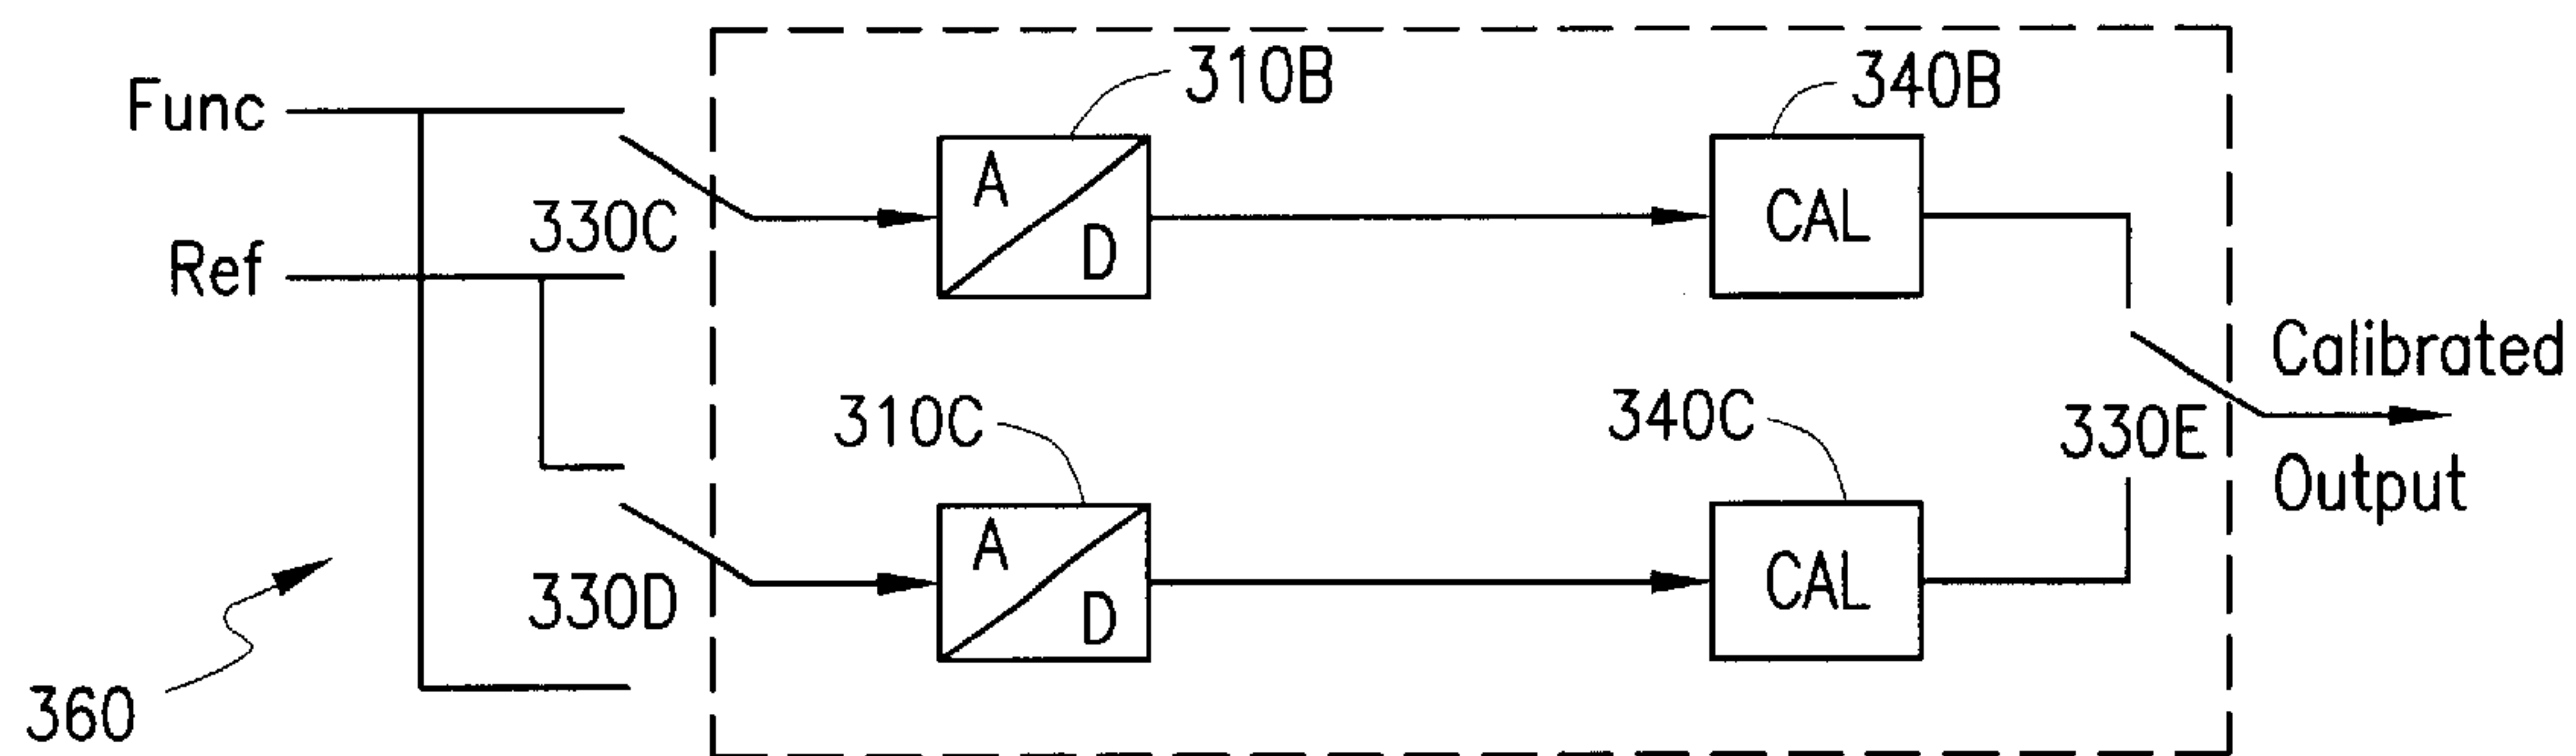 Func
Ref
330C
330D
360
310B
A
D
340B
CAL
310C
A
D
340C
CAL
330E
Calibrated
Output